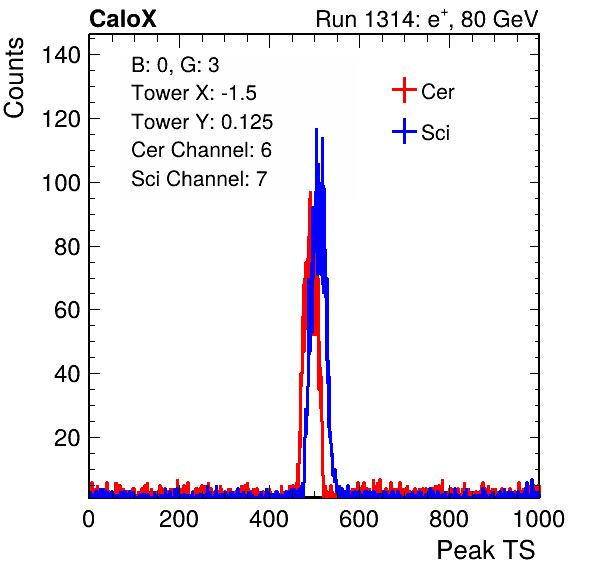 CaloX Run 1314: e⁺, 80 GeV
Counts
B: 0, G: 3
Tower X: -1.5
Tower Y: 0.125
Cer Channel: 6
Sci Channel: 7
Cer
Sci
140
120
100
80
60
40
20
0 200 400 600 800 1000
Peak TS